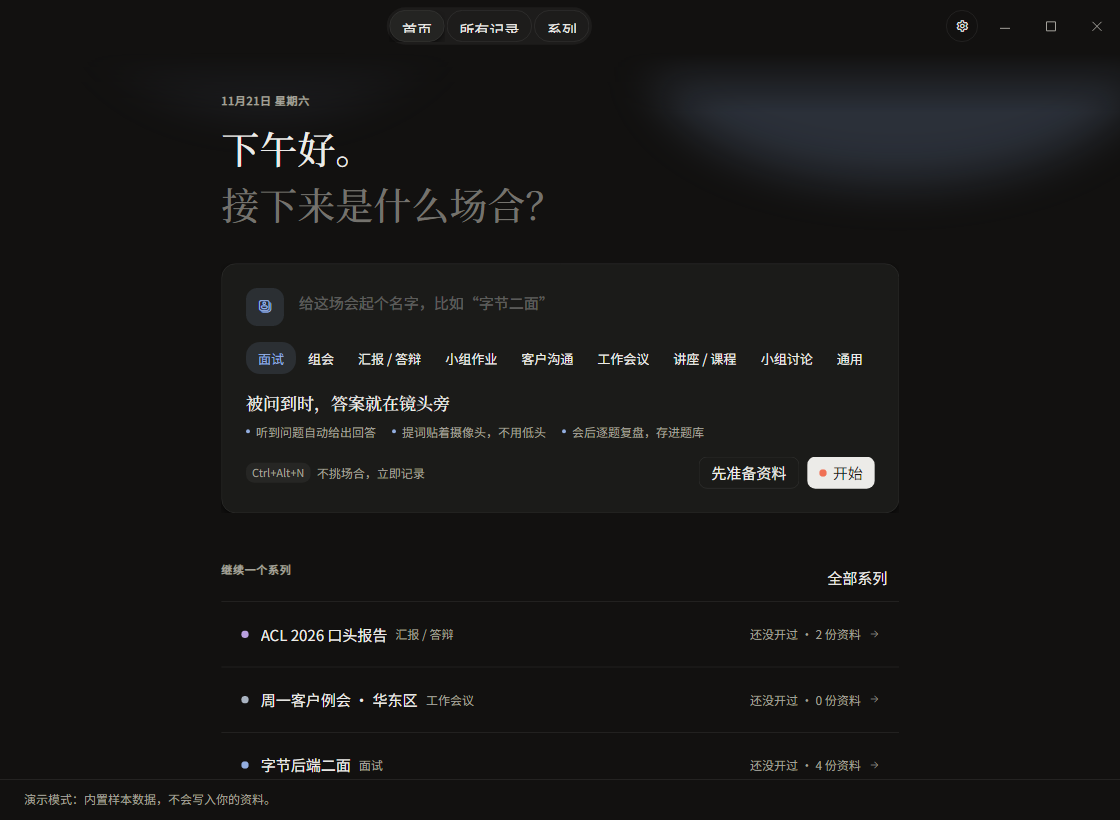 首页 所有记录 系列
11月21日 星期六
下午好。
接下来是什么场合？
给这场会起个名字，比如“字节二面”
面试 组会 汇报 / 答辩 小组作业 客户沟通 工作会议 讲座 / 课程 小组讨论 通用
被问到时，答案就在镜头旁
• 听到问题自动给出回答 • 提词贴着摄像头，不用低头 • 会后逐题复盘，存进题库
Ctrl+Alt+N 不挑场合，立即记录 先准备资料 开始
继续一个系列 全部系列
ACL 2026 口头报告 汇报 / 答辩 还没开过 · 2 份资料 →
周一客户例会 · 华东区 工作会议 还没开过 · 0 份资料 →
字节后端二面 面试 还没开过 · 4 份资料 →
演示模式：内置样本数据，不会写入你的资料。